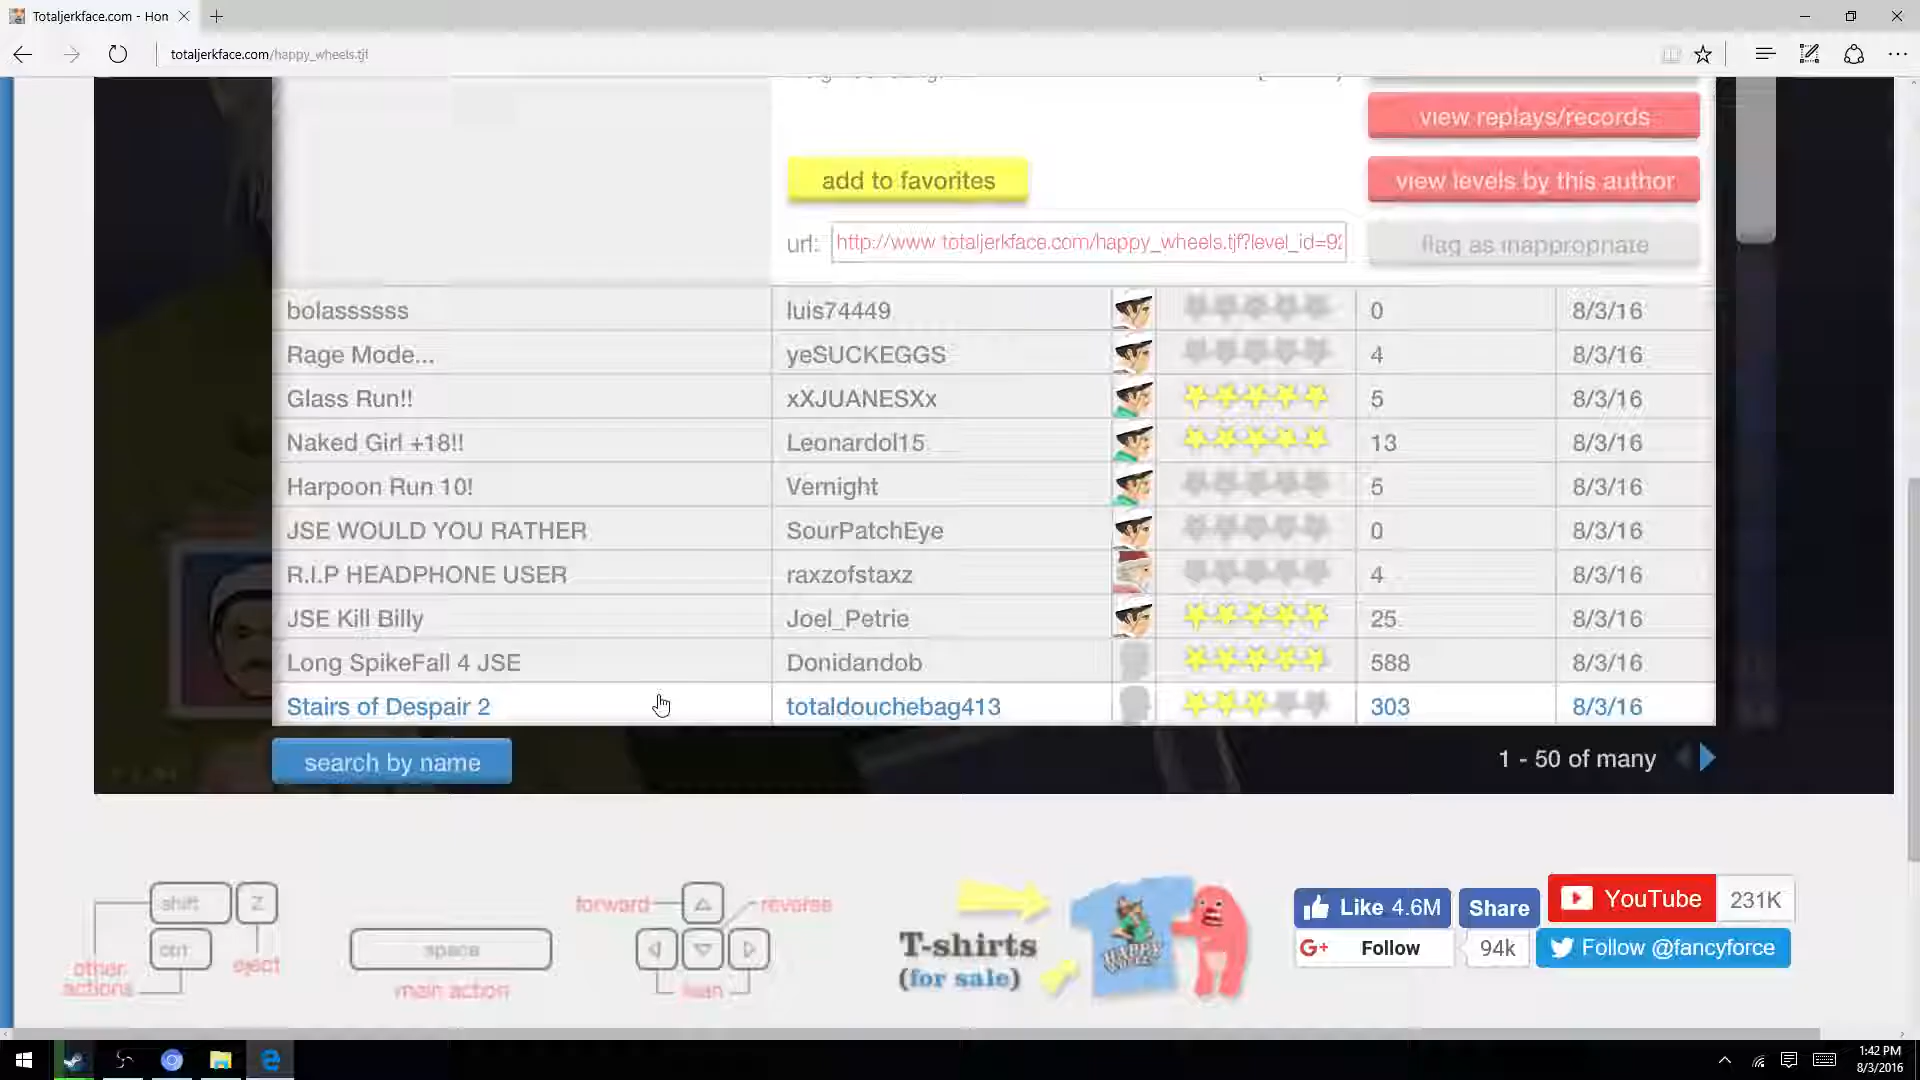 Totaljerkface.com - Hon
totaljerkface.com/happy_wheels.tjf
view replays/records
add to favorites
view levels by this author
url: http://www.totaljerkface.com/happy_wheels.tjf?level_id=92
flag as inappropriate
bolassssss luis74449 0 8/3/16
Rage Mode... yeSUCKEGGS 4 8/3/16
Glass Run!! xXJUANESXx 5 8/3/16
Naked Girl +18!! Leonardol15 13 8/3/16
Harpoon Run 10! Vernight 5 8/3/16
JSE WOULD YOU RATHER SourPatchEye 0 8/3/16
R.I.P HEADPHONE USER raxzofstaxz 4 8/3/16
JSE Kill Billy Joel_Petrie 25 8/3/16
Long SpikeFall 4 JSE Donidandob 588 8/3/16
Stairs of Despair 2 totaldouchebag413 303 8/3/16
search by name 1 - 50 of many
shift Z
ctrl
other
actions
eject
space
main action
forward reverse
lean
T-shirts
(for sale)
HAPPY
WHEELS
Like 4.6M Share YouTube 231K
G+ Follow 94k Follow @fancyforce
1:42 PM
8/3/2016